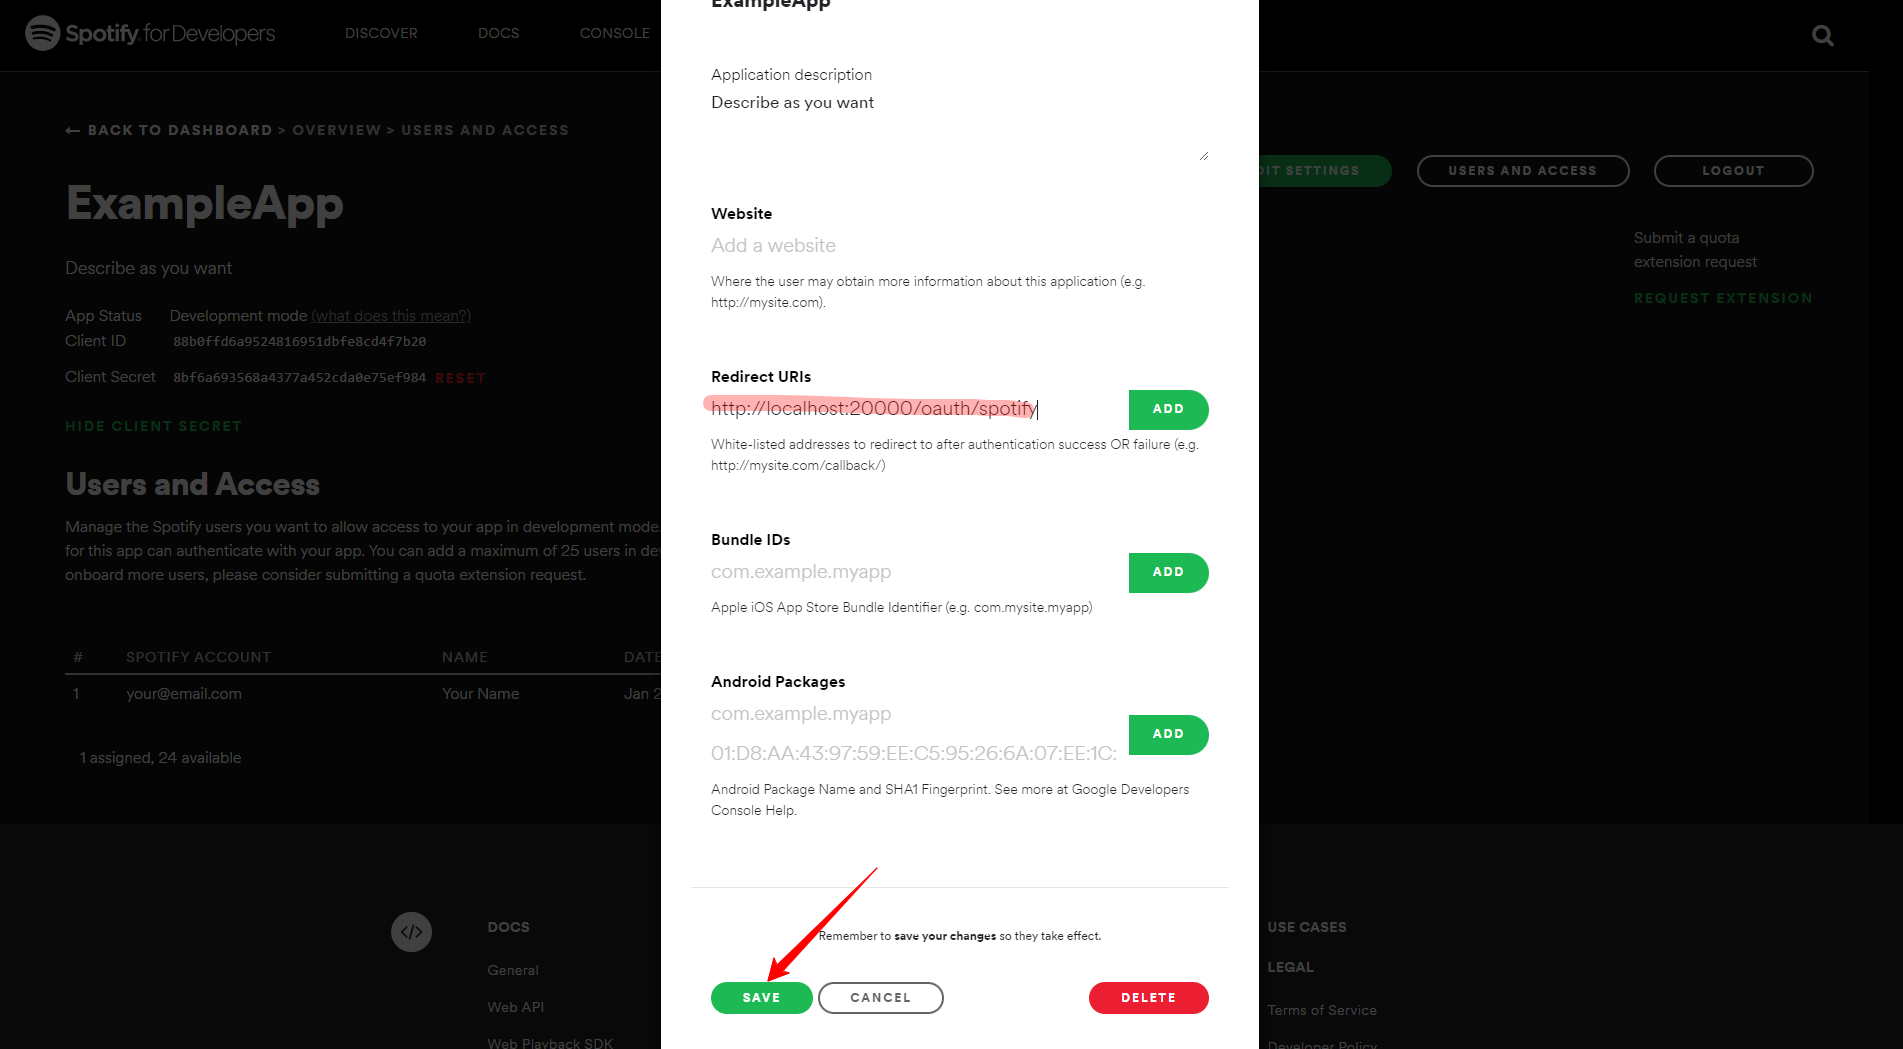 Spotify for Developers
DISCOVER
DOCS
CONSOLE
← BACK TO DASHBOARD > OVERVIEW > USERS AND ACCESS
ExampleApp
Describe as you want
App Status Development mode (what does this mean?)
Client ID 88b0ffd6a9524816951dbfe8cd4f7b20
Client Secret 8bf6a693568a4377a452cda0e75ef984 RESET
HIDE CLIENT SECRET
Users and Access
Manage the Spotify users you want to allow access to your app in development mode.
for this app can authenticate with your app. You can add a maximum of 25 users in
onboard more users, please consider submitting a quota extension request.
# SPOTIFY ACCOUNT NAME DATE
1 your@email.com Your Name Jan 2
1 assigned, 24 available
ExampleApp
Application description
Describe as you want
Website
Add a website
Where the user may obtain more information about this application (e.g.
http://mysite.com).
Redirect URIs
http://localhost:20000/oauth/spotify
ADD
White-listed addresses to redirect to after authentication success OR failure (e.g.
http://mysite.com/callback/)
Bundle IDs
com.example.myapp
ADD
Apple iOS App Store Bundle Identifier (e.g. com.mysite.myapp)
Android Packages
com.example.myapp
ADD
01:D8:AA:43:97:59:EE:C5:95:26:6A:07:EE:1C:
Android Package Name and SHA1 Fingerprint. See more at Google Developers
Console Help.
Remember to save your changes so they take effect.
SAVE
CANCEL
DELETE
SETTINGS
USERS AND ACCESS
LOGOUT
Submit a quota
extension request
REQUEST EXTENSION
</>
DOCS
General
Web API
Web Playback SDK
USE CASES
LEGAL
Terms of Service
Developer Policy